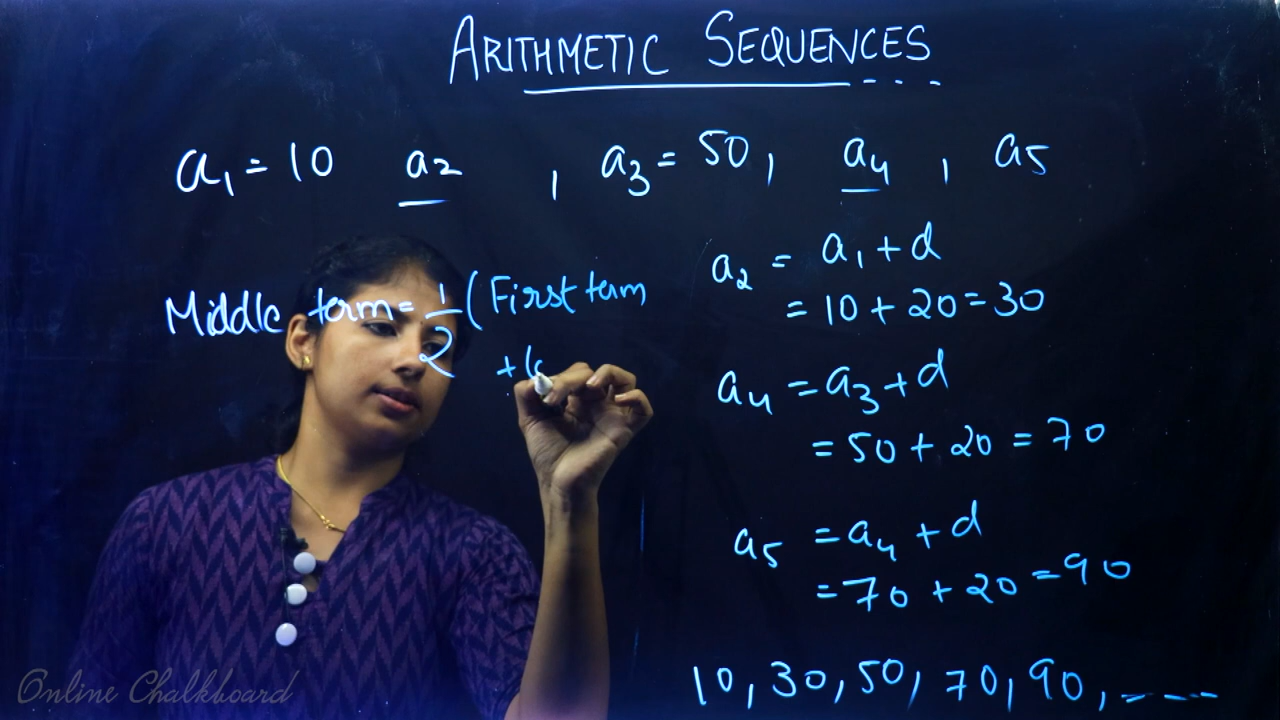 ARITHMETIC SEQUENCES
a₁ = 10 a₂ , a₃ = 50, a₄ , a₅
Middle term = 1/2 ( First term
+
a₂ = a₁ + d
= 10 + 20 = 30
a₄ = a₃ + d
= 50 + 20 = 70
a₅ = a₄ + d
= 70 + 20 = 90
10, 30, 50, 70, 90, ----
Online Chalkboard